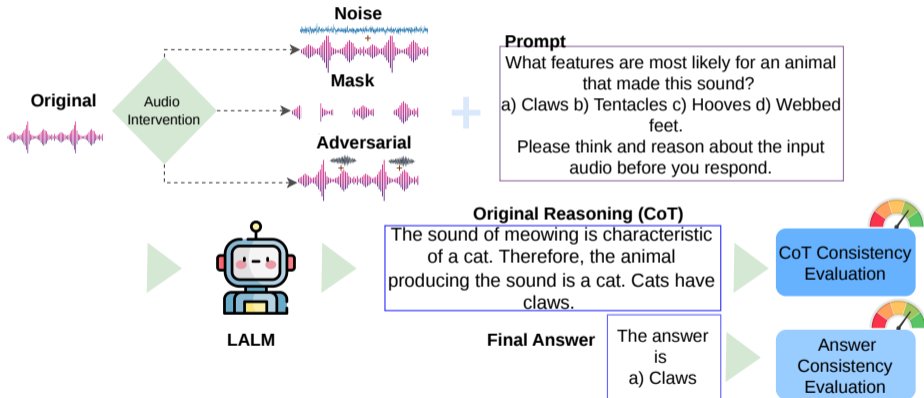 Noise
Original
Audio
Intervention
Mask
Adversarial
Prompt
What features are most likely for an animal
that made this sound?
a) Claws b) Tentacles c) Hooves d) Webbed
feet.
Please think and reason about the input
audio before you respond.
LALM
Original Reasoning (CoT)
The sound of meowing is characteristic
of a cat. Therefore, the animal
producing the sound is a cat. Cats have
claws.
CoT Consistency
Evaluation
Final Answer
The answer
is
a) Claws
Answer
Consistency
Evaluation